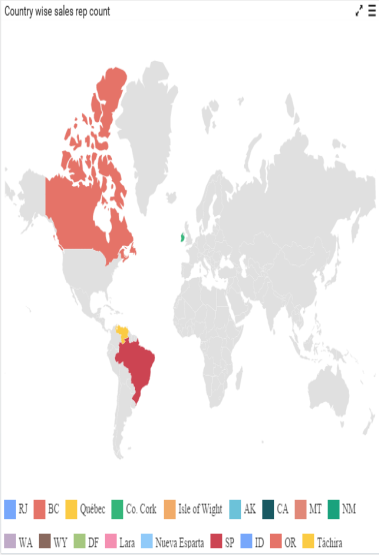 Country wise sales rep count
RJ BC Québec Co. Cork Isle of Wight AK CA MT NM
WA WY DF Lara Nueva Esparta SP ID OR Táchira